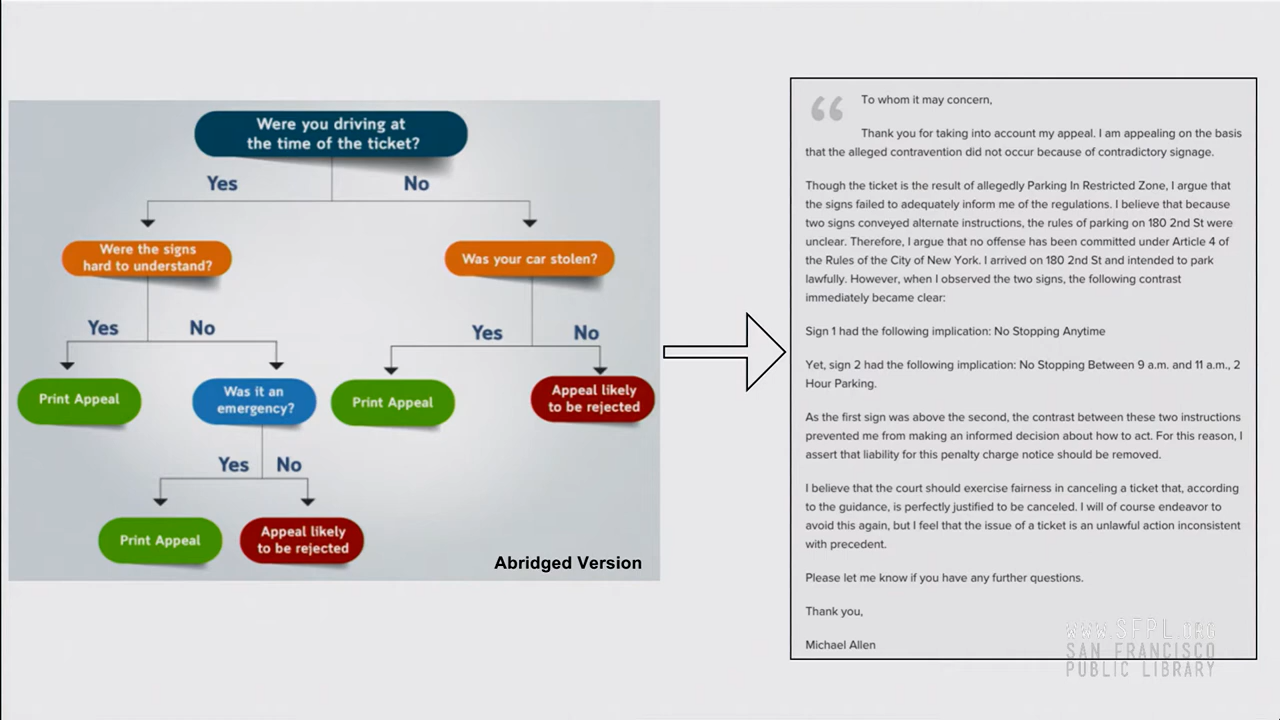 Were you driving at
the time of the ticket?
Yes
No
Were the signs
hard to understand?
Was your car stolen?
Yes
No
Yes
No
Print Appeal
Was it an
emergency?
Print Appeal
Appeal likely
to be rejected
Yes
No
Print Appeal
Appeal likely
to be rejected
Abridged Version
To whom it may concern,
Thank you for taking into account my appeal. I am appealing on the basis
that the alleged contravention did not occur because of contradictory signage.
Though the ticket is the result of allegedly Parking In Restricted Zone, I argue that
the signs failed to adequately inform me of the regulations. I believe that because
two signs conveyed alternate instructions, the rules of parking on 180 2nd St were
unclear. Therefore, I argue that no offense has been committed under Article 4 of
the Rules of the City of New York. I arrived on 180 2nd St and intended to park
lawfully. However, when I observed the two signs, the following contrast
immediately became clear:
Sign 1 had the following implication: No Stopping Anytime
Yet, sign 2 had the following implication: No Stopping Between 9 a.m. and 11 a.m., 2
Hour Parking.
As the first sign was above the second, the contrast between these two instructions
prevented me from making an informed decision about how to act. For this reason, I
assert that liability for this penalty charge notice should be removed.
I believe that the court should exercise fairness in canceling a ticket that, according
to the guidance, is perfectly justified to be canceled. I will of course endeavor to
avoid this again, but I feel that the issue of a ticket is an unlawful action inconsistent
with precedent.
Please let me know if you have any further questions.
Thank you,
Michael Allen
WWW.SFPL.ORG
SAN FRANCISCO
PUBLIC LIBRARY